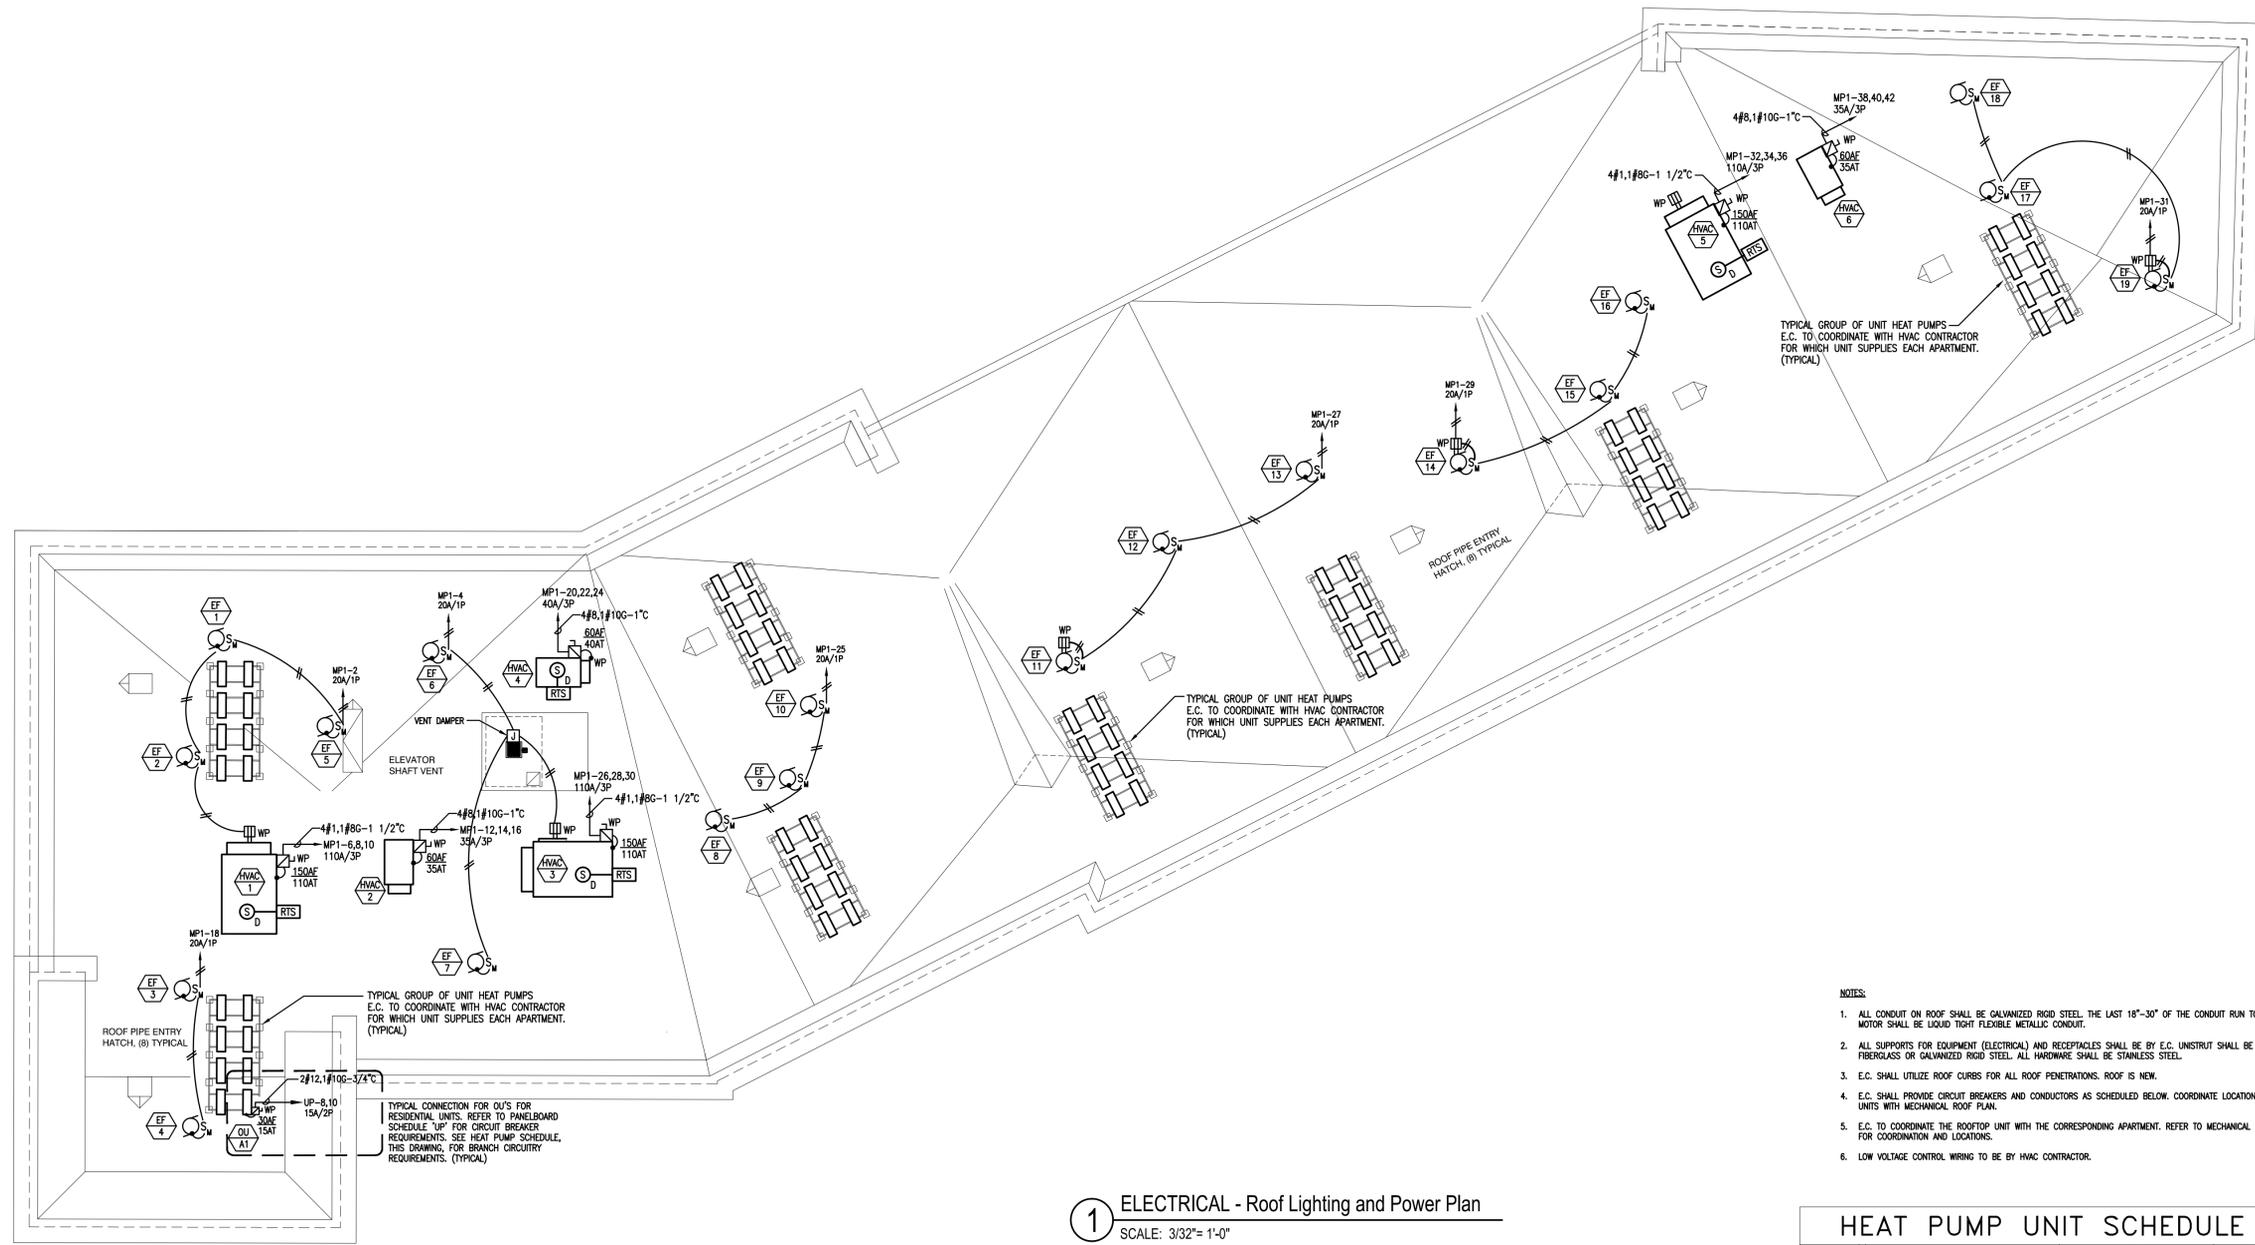 MP1-38,40,42
35A/3P
4#8,1#10G-1"C
WP
60AF
35AT
HVAC
6
MP1-32,34,36
110A/3P
4#1,1#8G-1 1/2"C
WP
WP
150AF
110AT
HVAC
5
RTS
S
D
EF
18
SM
EF
17
SM
MP1-31
20A/1P
WP
EF
19
SM
TYPICAL GROUP OF UNIT HEAT PUMPS
E.C. TO COORDINATE WITH HVAC CONTRACTOR
FOR WHICH UNIT SUPPLIES EACH APARTMENT.
(TYPICAL)
EF
16
SM
EF
15
SM
MP1-29
20A/1P
WP
EF
14
SM
MP1-27
20A/1P
EF
13
SM
EF
12
SM
ROOF PIPE ENTRY
HATCH, (8) TYPICAL
WP
EF
11
SM
TYPICAL GROUP OF UNIT HEAT PUMPS
E.C. TO COORDINATE WITH HVAC CONTRACTOR
FOR WHICH UNIT SUPPLIES EACH APARTMENT.
(TYPICAL)
EF
1
SM
MP1-2
20A/1P
EF
5
SM
EF
2
SM
MP1-4
20A/1P
EF
6
SM
MP1-20,22,24
40A/3P
4#8,1#10G-1"C
60AF
40AT
WP
HVAC
4
S
D
RTS
VENT DAMPER
J
ELEVATOR
SHAFT VENT
MP1-25
20A/1P
EF
10
SM
EF
9
SM
EF
8
SM
MP1-26,28,30
110A/3P
4#1,1#8G-1 1/2"C
WP
WP
150AF
110AT
HVAC
3
S
D
RTS
4#8,1#10G-1"C
MP1-12,14,16
35A/3P
WP
60AF
35AT
HVAC
2
WP
4#1,1#8G-1 1/2"C
MP1-6,8,10
110A/3P
WP
150AF
110AT
HVAC
1
S
D
RTS
EF
7
SM
MP1-18
20A/1P
EF
3
SM
TYPICAL GROUP OF UNIT HEAT PUMPS
E.C. TO COORDINATE WITH HVAC CONTRACTOR
FOR WHICH UNIT SUPPLIES EACH APARTMENT.
(TYPICAL)
ROOF PIPE ENTRY
HATCH, (8) TYPICAL
2#12,1#10G-3/4"C
UP-8,10
15A/2P
WP
30AF
15AT
OU
A1
EF
4
SM
TYPICAL CONNECTION FOR OU'S FOR
RESIDENTIAL UNITS. REFER TO PANELBOARD
SCHEDULE 'UP' FOR CIRCUIT BREAKER
REQUIREMENTS. SEE HEAT PUMP SCHEDULE,
THIS DRAWING, FOR BRANCH CIRCUITRY
REQUIREMENTS. (TYPICAL)
NOTES:
1. ALL CONDUIT ON ROOF SHALL BE GALVANIZED RIGID STEEL. THE LAST 18"-30" OF THE CONDUIT RUN TO
MOTOR SHALL BE LIQUID TIGHT FLEXIBLE METALLIC CONDUIT.
2. ALL SUPPORTS FOR EQUIPMENT (ELECTRICAL) AND RECEPTACLES SHALL BE BY E.C. UNISTRUT SHALL BE
FIBERGLASS OR GALVANIZED RIGID STEEL. ALL HARDWARE SHALL BE STAINLESS STEEL.
3. E.C. SHALL UTILIZE ROOF CURBS FOR ALL ROOF PENETRATIONS. ROOF IS NEW.
4. E.C. SHALL PROVIDE CIRCUIT BREAKERS AND CONDUCTORS AS SCHEDULED BELOW. COORDINATE LOCATION
UNITS WITH MECHANICAL ROOF PLAN.
5. E.C. TO COORDINATE THE ROOFTOP UNIT WITH THE CORRESPONDING APARTMENT. REFER TO MECHANICAL
FOR COORDINATION AND LOCATIONS.
6. LOW VOLTAGE CONTROL WIRING TO BE BY HVAC CONTRACTOR.
1 ELECTRICAL - Roof Lighting and Power Plan
SCALE: 3/32"= 1'-0"
HEAT PUMP UNIT SCHEDULE